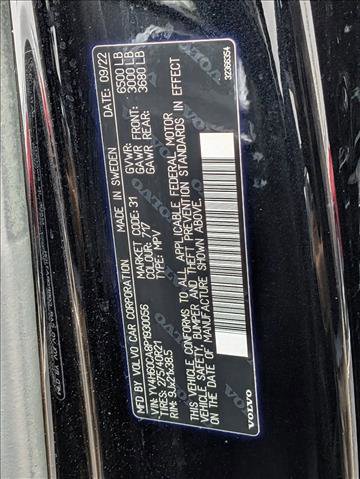 MFD BY VOLVO CAR CORPORATION MADE IN SWEDEN DATE: 09/22
VIN: YV4H60CA8P1930056 MARKET CODE: 31 GVWR: 6500 LB
TIRES: 275/40R21 COLOUR: 717 GAWR FRONT: 3000 LB
RIM: 9Jx21x38.5 TYPE: MPV GAWR REAR: 3680 LB
THIS VEHICLE CONFORMS TO ALL APPLICABLE FEDERAL MOTOR
VEHICLE SAFETY, BUMPER AND THEFT PREVENTION STANDARDS IN EFFECT
ON THE DATE OF MANUFACTURE SHOWN ABOVE.
VOLVO
32366354